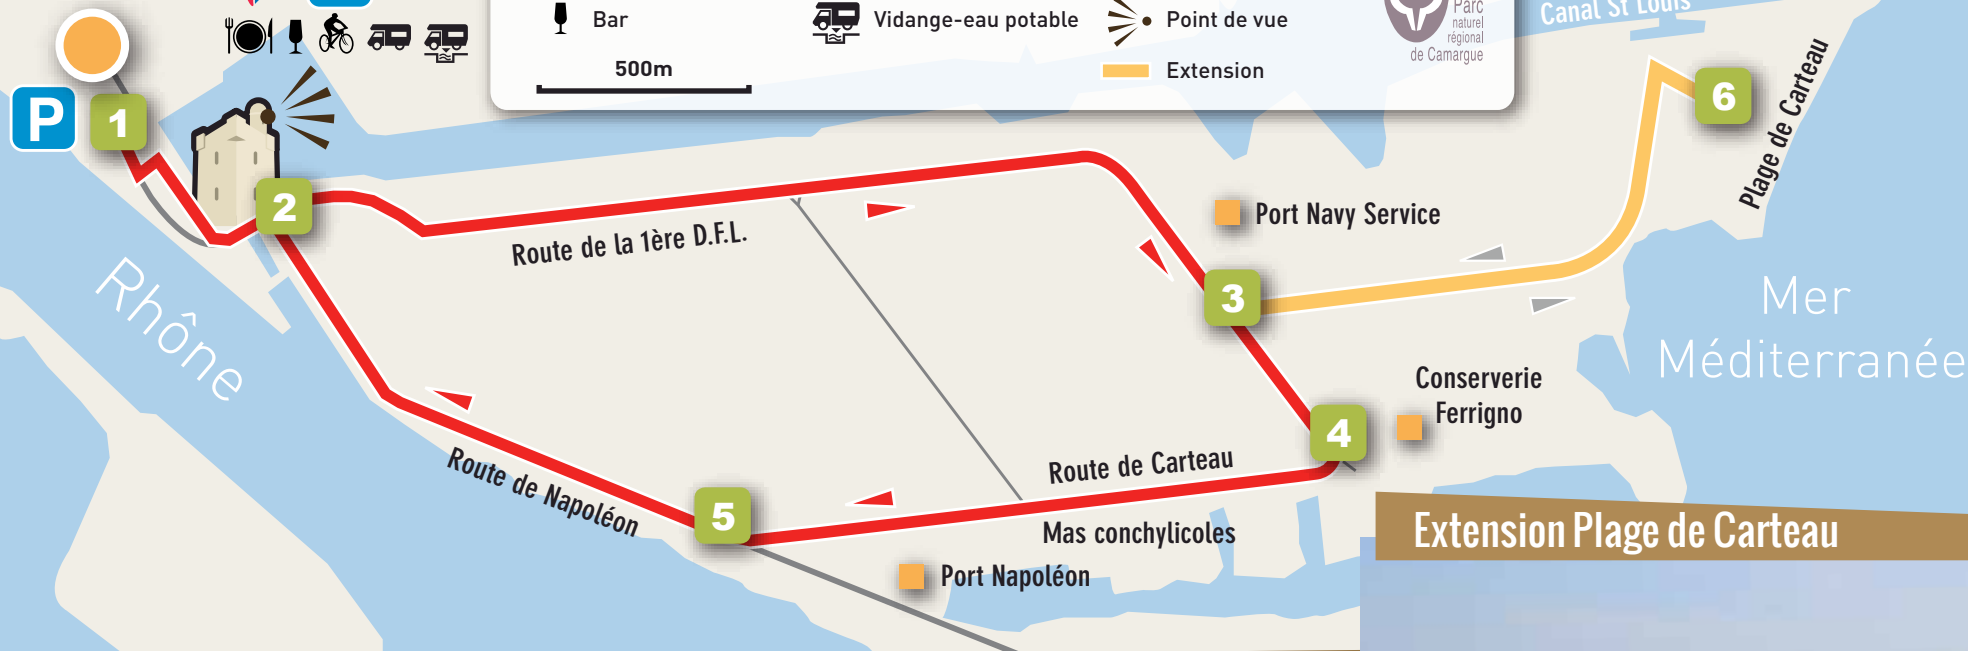 Bar
Vidange-eau potable
Point de vue
500m
Extension
Parc
naturel
régional
de Camargue
Canal St Louis
P
1
2
3
4
5
6
Plage de Carteau
Route de la 1ère D.F.L.
Port Navy Service
Rhône
Mer
Méditerranée
Conserverie
Ferrigno
Route de Carteau
Route de Napoléon
Mas conchylicoles
Port Napoléon
Extension Plage de Carteau